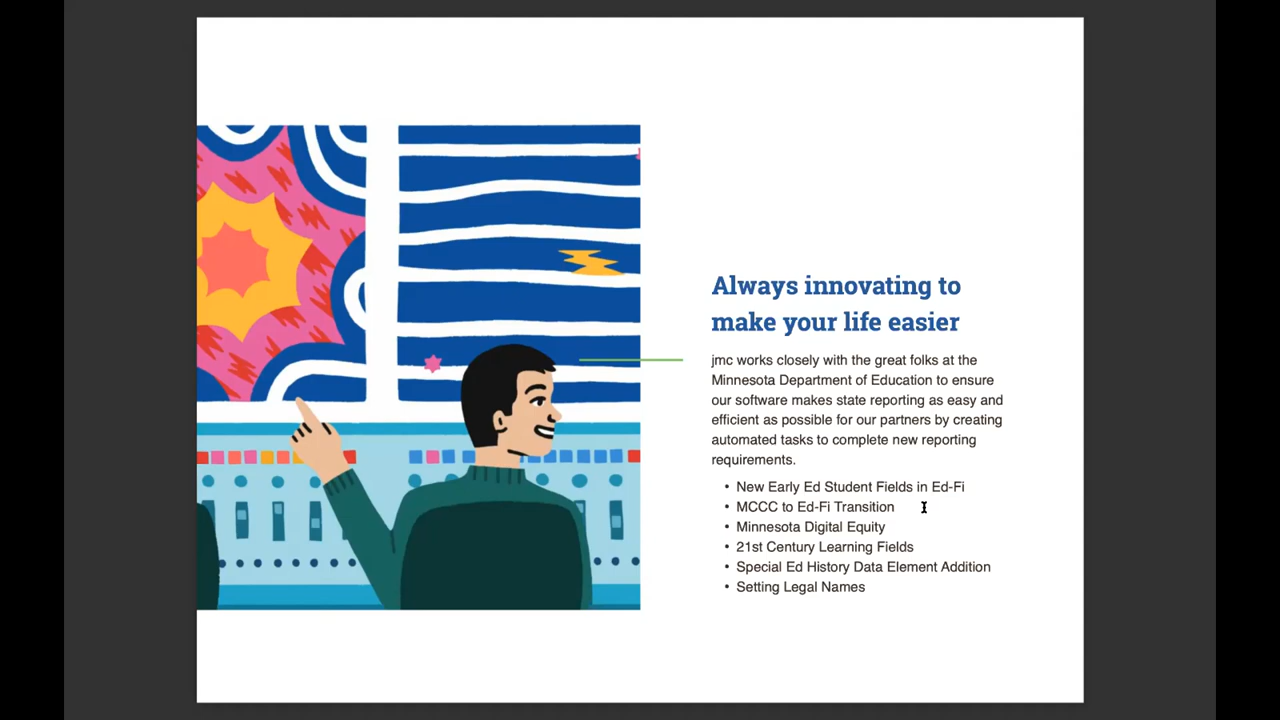 Always innovating to
make your life easier
jmc works closely with the great folks at the
Minnesota Department of Education to ensure
our software makes state reporting as easy and
efficient as possible for our partners by creating
automated tasks to complete new reporting
requirements.
• New Early Ed Student Fields in Ed-Fi
• MCCC to Ed-Fi Transition
• Minnesota Digital Equity
• 21st Century Learning Fields
• Special Ed History Data Element Addition
• Setting Legal Names